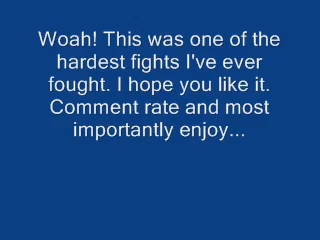 Woah! This was one of the
hardest fights I've ever
fought. I hope you like it.
Comment rate and most
importantly enjoy...